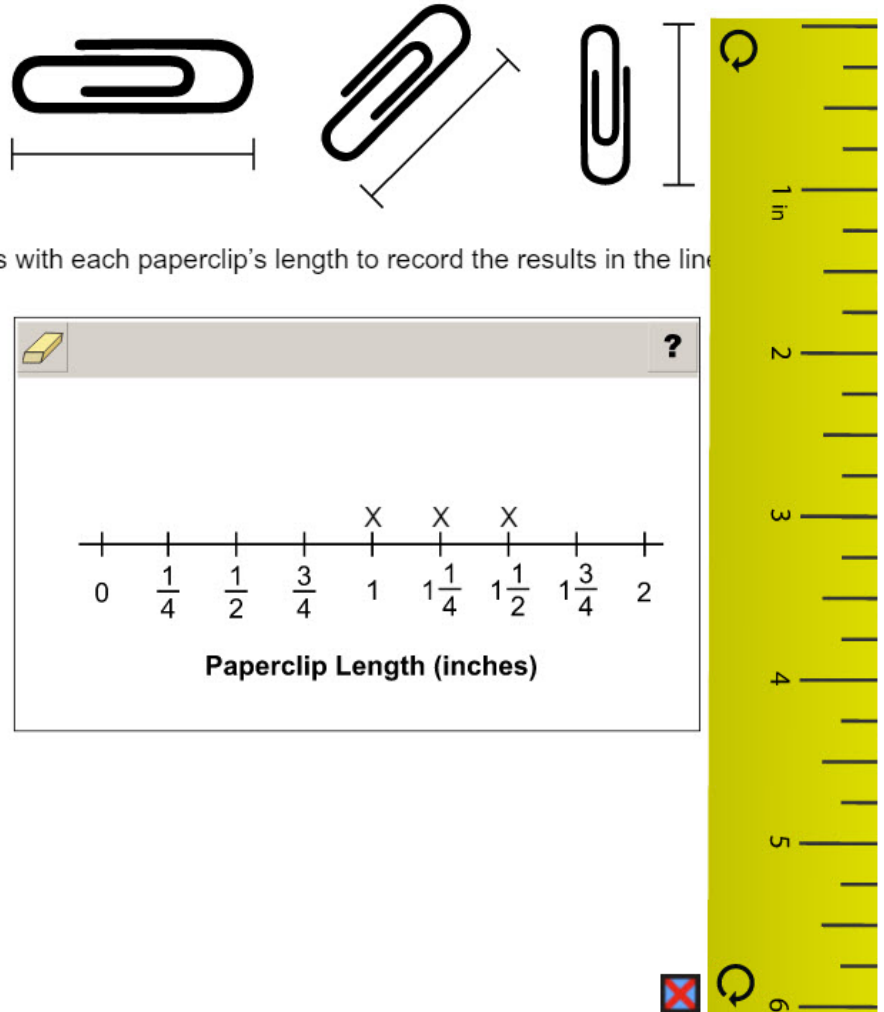 s with each paperclip's length to record the results in the line
?
X X X
0 1/4 1/2 3/4 1 1 1/4 1 1/2 1 3/4 2
Paperclip Length (inches)
1 in
2
3
4
5
6